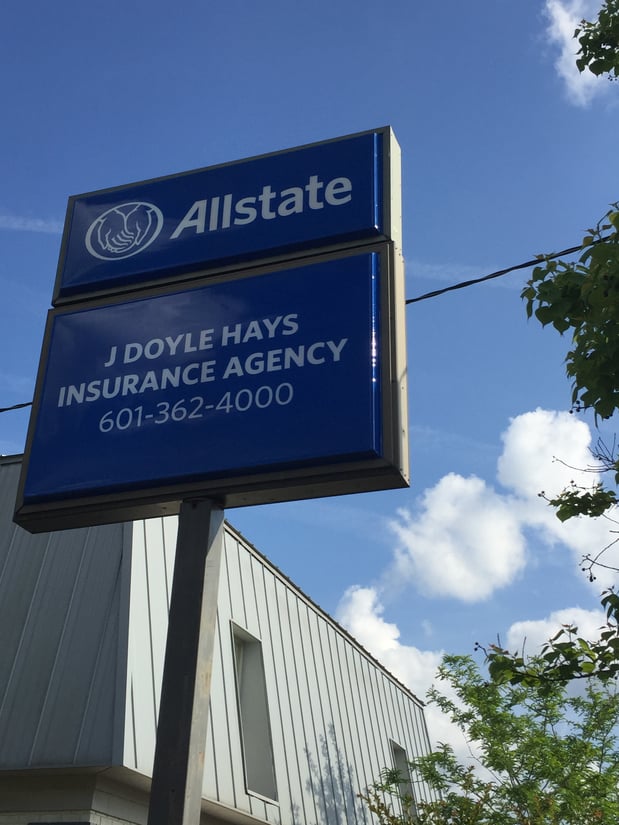 Allstate
J DOYLE HAYS
INSURANCE AGENCY
601-362-4000